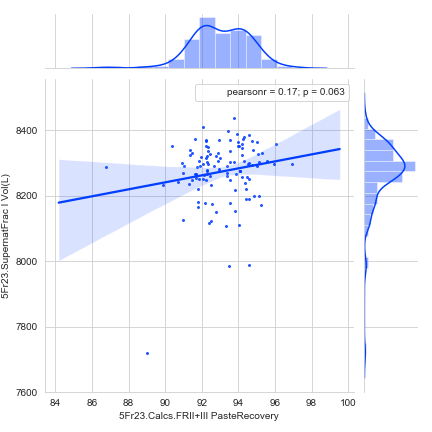 pearsonr = 0.17; p = 0.063
8400
8200
8000
7800
7600
5Fr23.SupernatFrac I Vol(L)
84 86 88 90 92 94 96 98 100
5Fr23.Calcs.FRII+III PasteRecovery